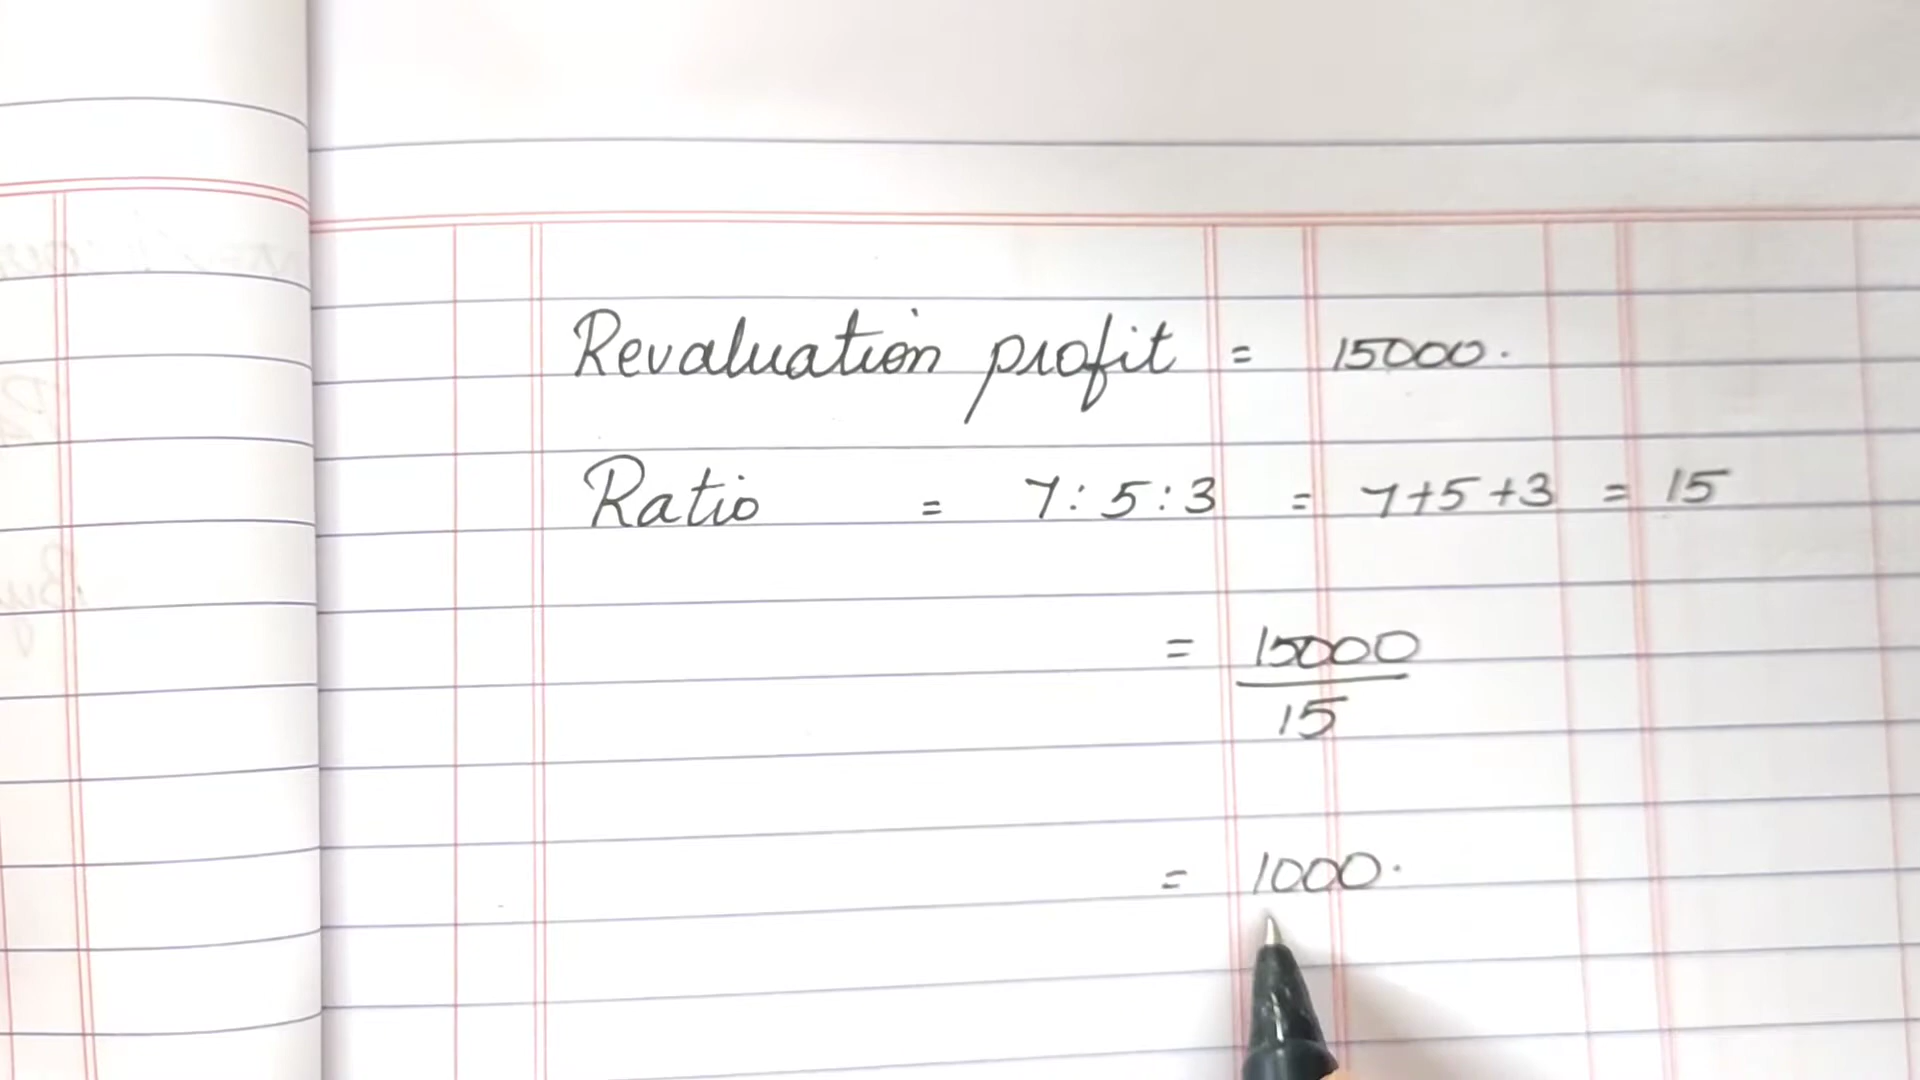 Revaluation profit = 15000.
Ratio = 7 : 5 : 3 = 7+5+3 = 15
= 15000
15
= 1000.